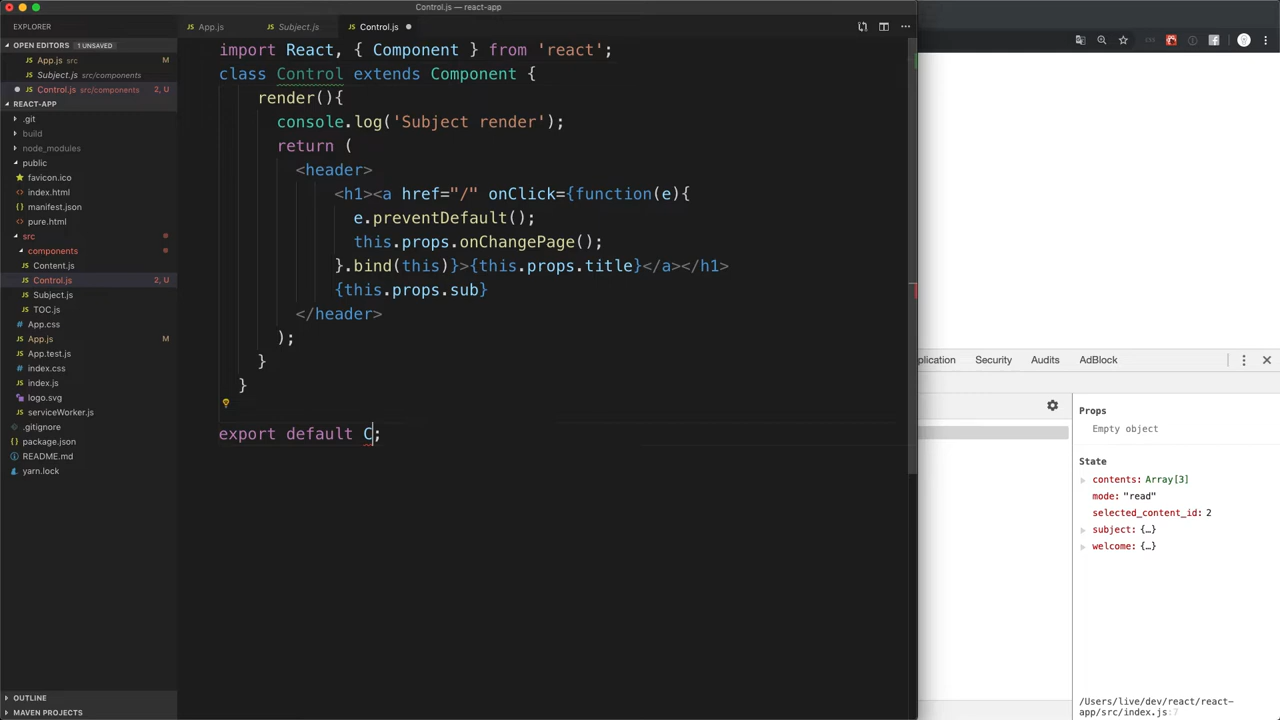 Control.js — react-app
EXPLORER
App.js
Subject.js
Control.js
OPEN EDITORS 1 UNSAVED
App.js src M
Subject.js src/components
Control.js src/components 2, U
REACT-APP
.git
build
node_modules
public
favicon.ico
index.html
manifest.json
pure.html
src
components
Content.js
Control.js 2, U
Subject.js
TOC.js
App.css
App.js M
App.test.js
index.css
index.js
logo.svg
serviceWorker.js
.gitignore
package.json
README.md
yarn.lock
OUTLINE
MAVEN PROJECTS
import React, { Component } from 'react';
class Control extends Component {
render(){
console.log('Subject render');
return (
<header>
<h1><a href="/" onClick={function(e){
e.preventDefault();
this.props.onChangePage();
}.bind(this)}>{this.props.title}</a></h1>
{this.props.sub}
</header>
);
}
}
export default C;
plication Security Audits AdBlock
Props
Empty object
State
contents: Array[3]
mode: "read"
selected_content_id: 2
subject: {…}
welcome: {…}
/Users/live/dev/react/react-
app/src/index.js:7